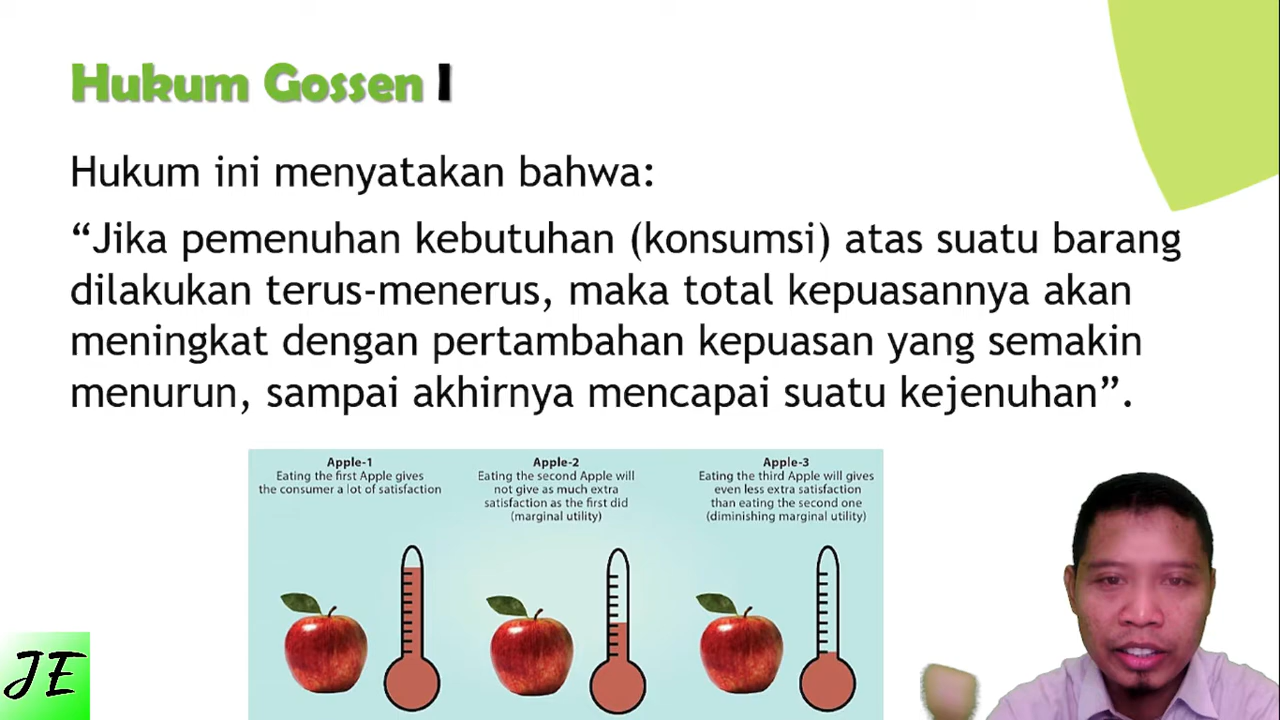 Hukum Gossen I
Hukum ini menyatakan bahwa:
“Jika pemenuhan kebutuhan (konsumsi) atas suatu barang
dilakukan terus-menerus, maka total kepuasannya akan
meningkat dengan pertambahan kepuasan yang semakin
menurun, sampai akhirnya mencapai suatu kejenuhan”.
Apple-1
Eating the first Apple gives
the consumer a lot of satisfaction
Apple-2
Eating the second Apple will
not give as much extra
satisfaction as the first did
(marginal utility)
Apple-3
Eating the third Apple will gives
even less extra satisfaction
than eating the second one
(diminishing marginal utility)
JE